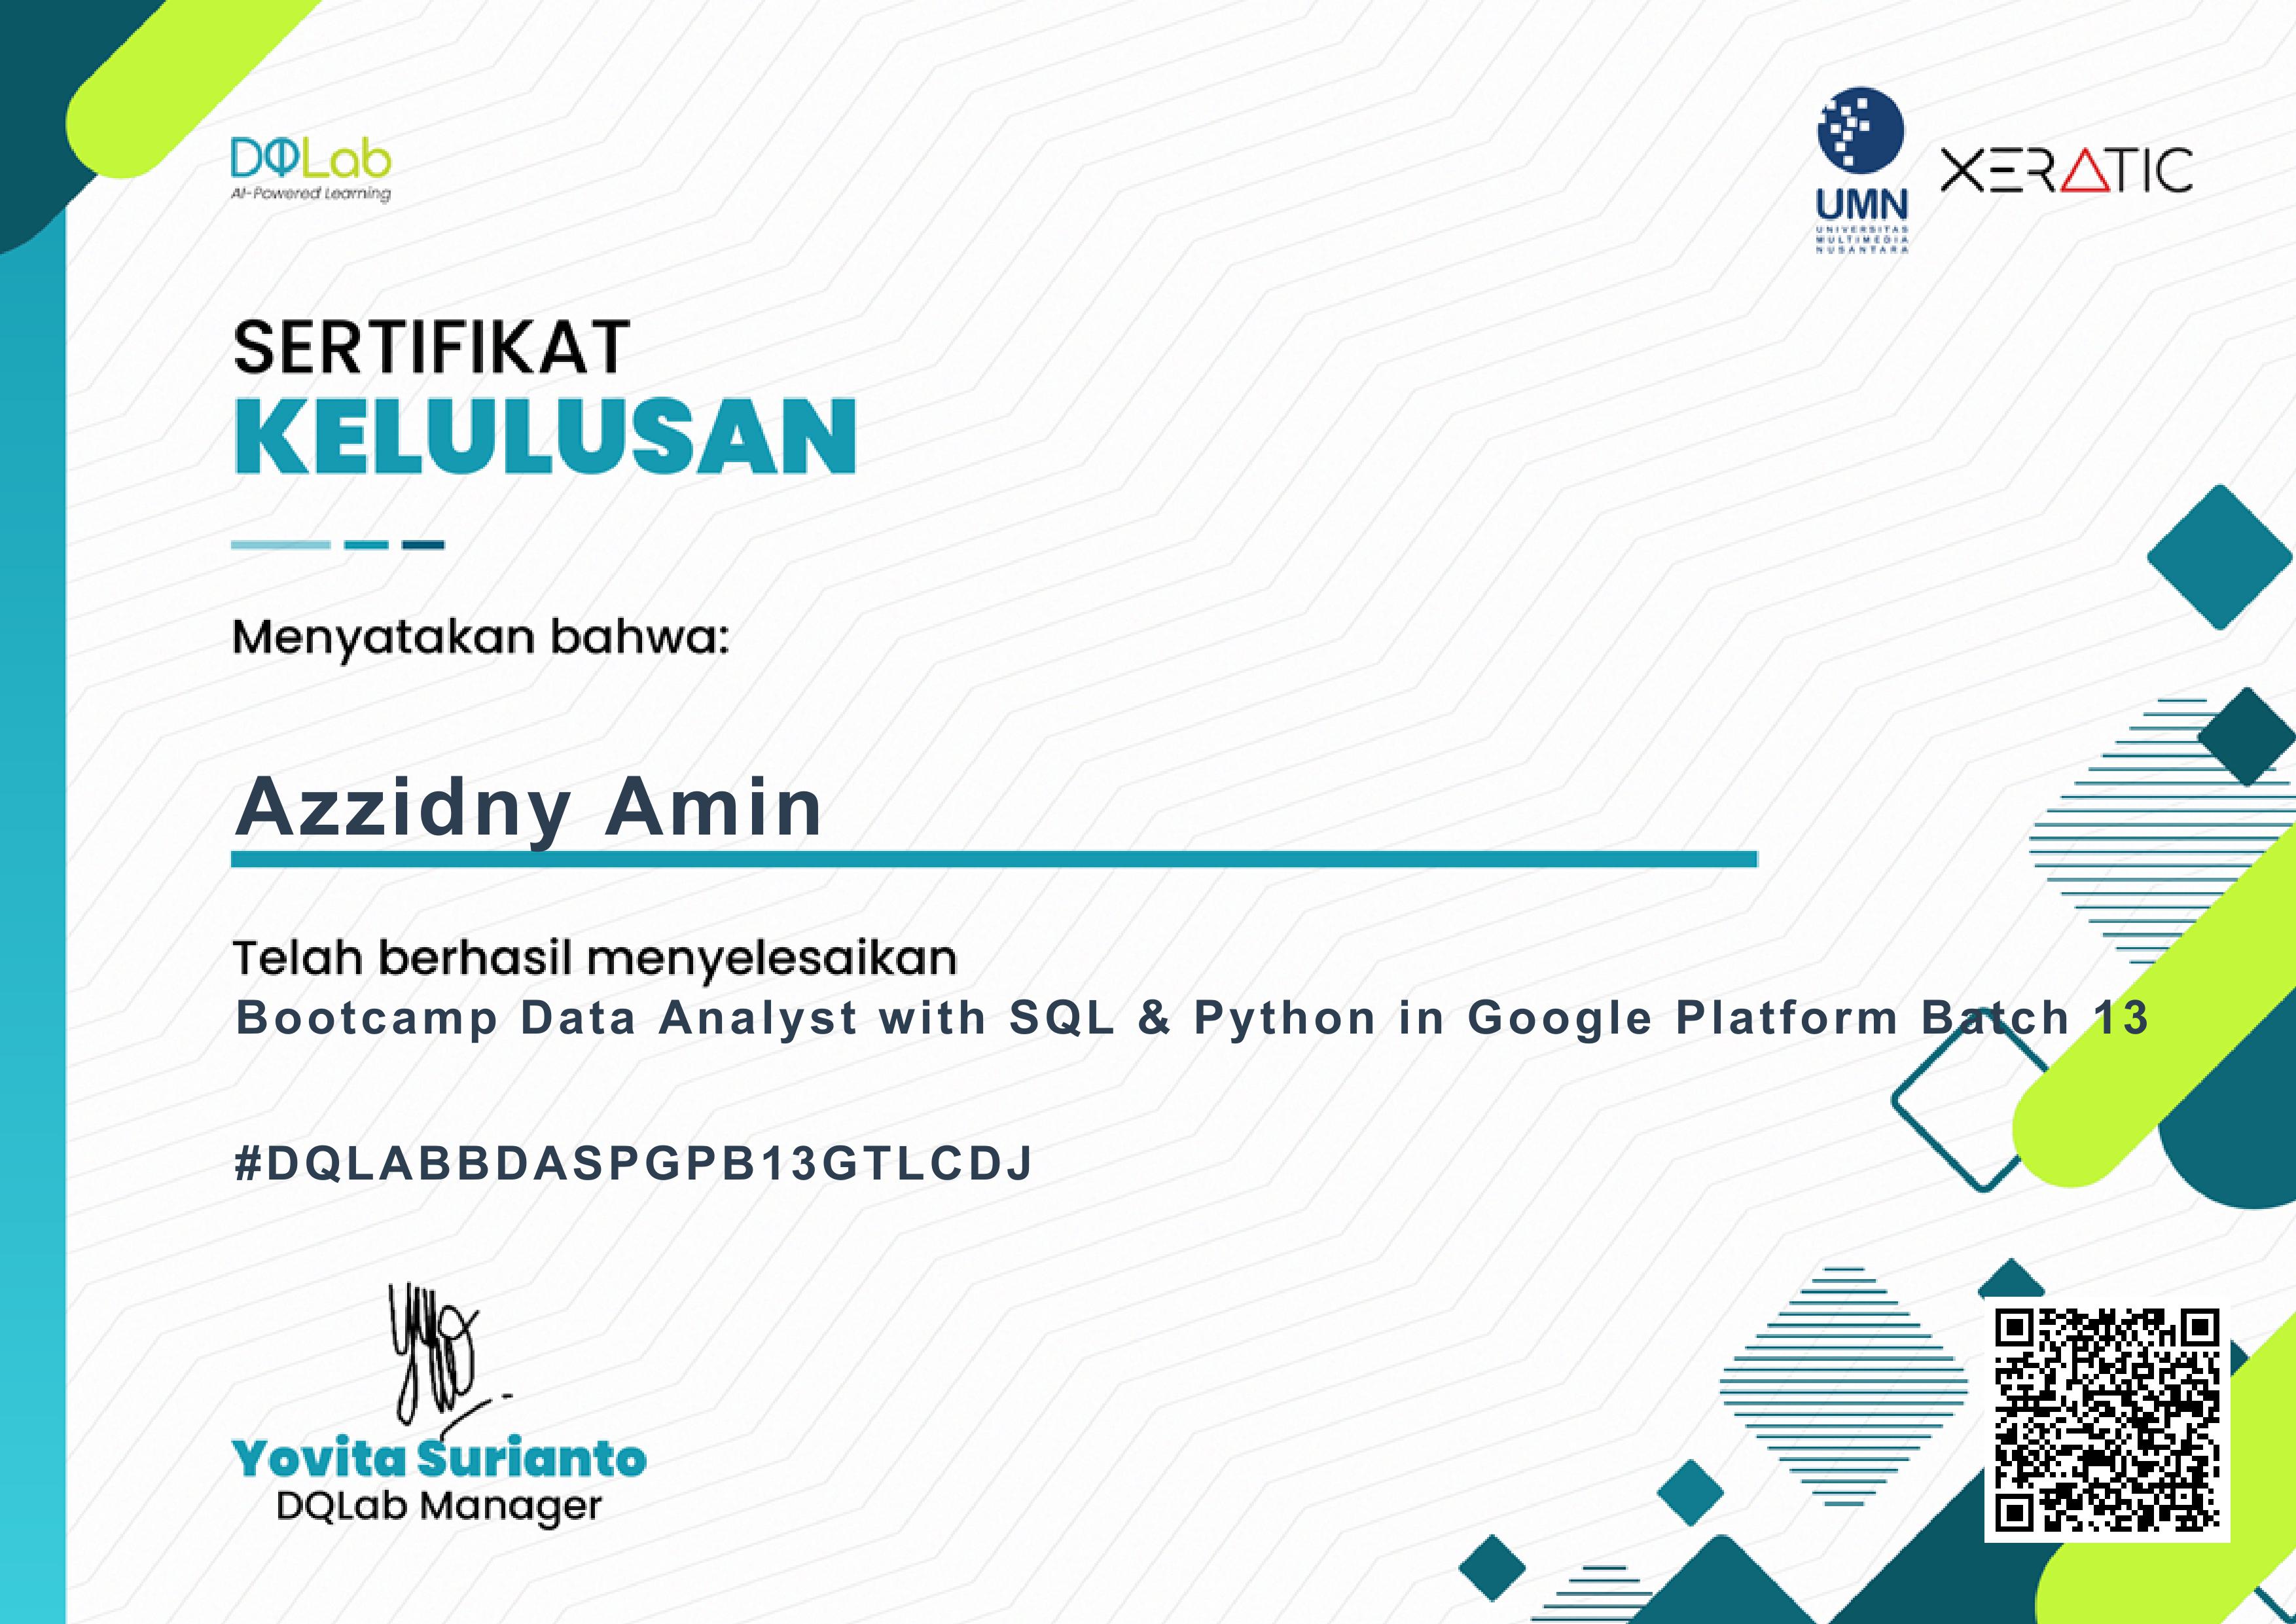 DQLab
AI-Powered Learning
UMN
UNIVERSITAS
MULTIMEDIA
NUSANTARA
XERATIC
SERTIFIKAT
KELULUSAN
Menyatakan bahwa:
Azzidny Amin
Telah berhasil menyelesaikan
Bootcamp Data Analyst with SQL & Python in Google Platform Batch 13
#DQLABBDASPGPB13GTLCDJ
Yovita Surianto
DQLab Manager